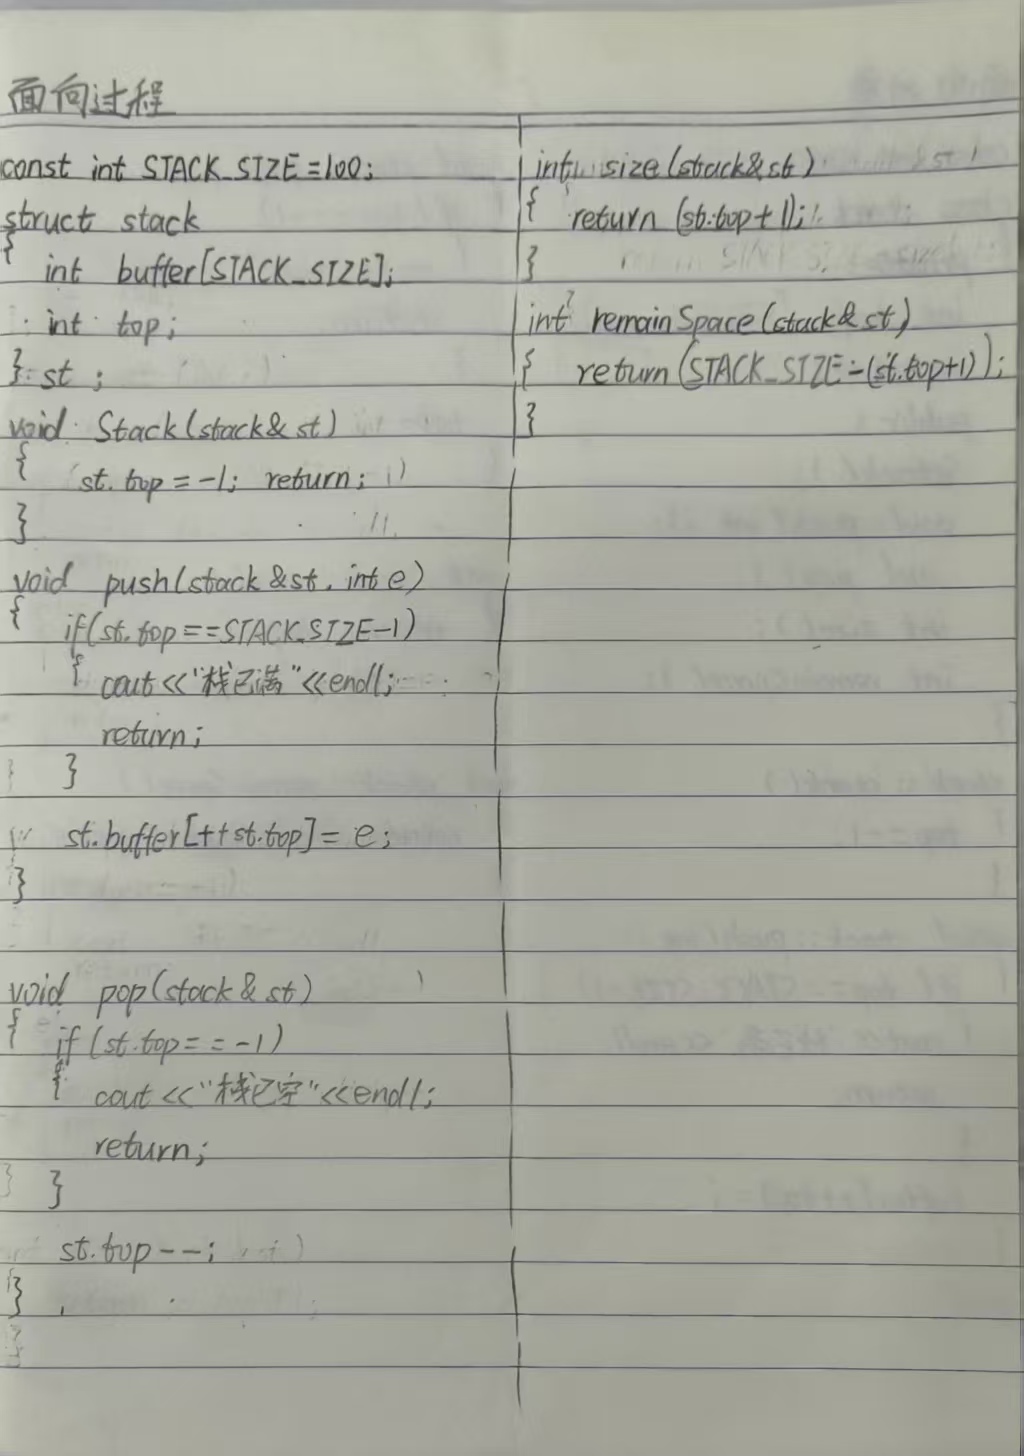 面向过程
const int STACK_SIZE=100;
struct stack
{
int buffer[STACK_SIZE];
int top;
} st ;
void Stack(stack& st)
{
st. top = -1; return;
}
void push(stack &st, int e)
{
if(st. top ==STACK_SIZE-1)
{
cout <<"栈已满"<<endl;
return;
}
st.buffer[++st.top] = e;
}
void pop(stack & st)
{
if (st.top== -1)
{
cout <<"栈已空"<<endl;
return;
}
st.top--;
}
int size(stack&st)
{ return (st.top+1);
}
int remainSpace(stack& st)
{ return(STACK_SIZE-(st.top+1));
}